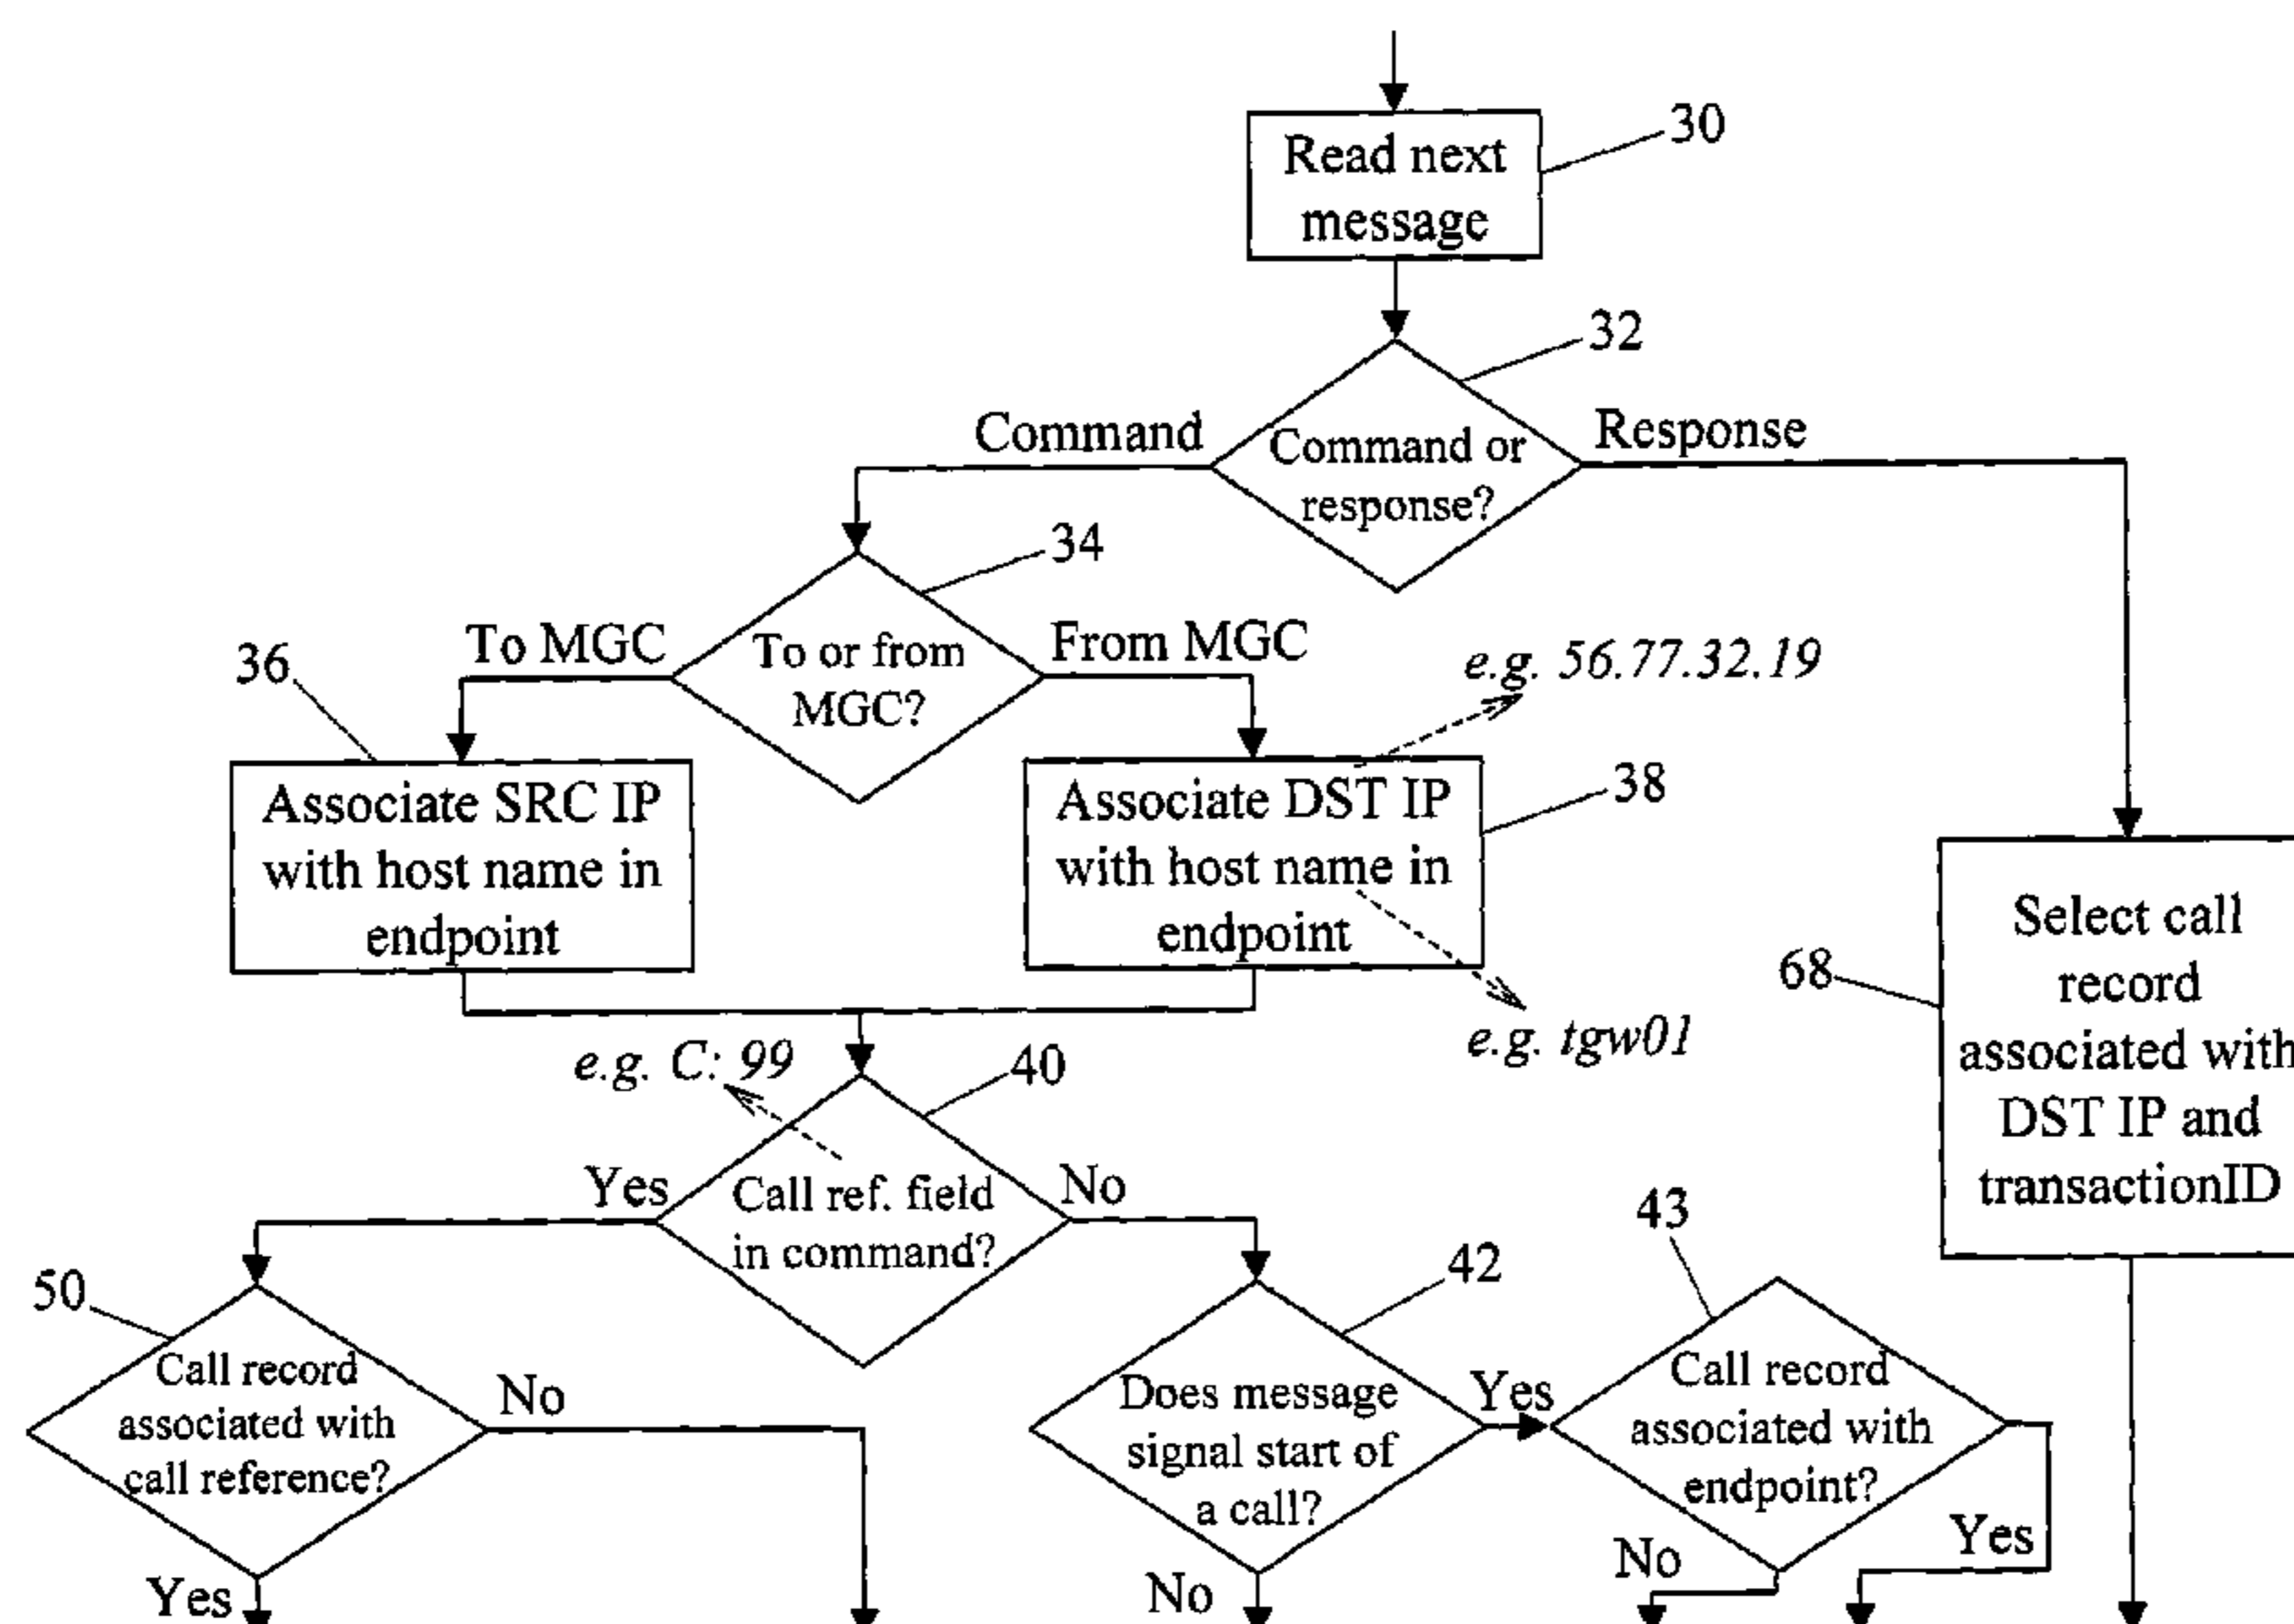 30
Read next
message
32
Command
Command or
response?
Response
34
To MGC
To or from
MGC?
From MGC
36
e.g. 56.77.32.19
Associate SRC IP
with host name in
endpoint
Associate DST IP
with host name in
endpoint
38
e.g. tgw01
68
Select call
record
associated with
DST IP and
transactionID
e.g. C: 99
40
Yes
Call ref. field
in command?
No
50
Call record
associated with
call reference?
No
Yes
42
Does message
signal start of
a call?
Yes
No
43
Call record
associated with
endpoint?
No
Yes